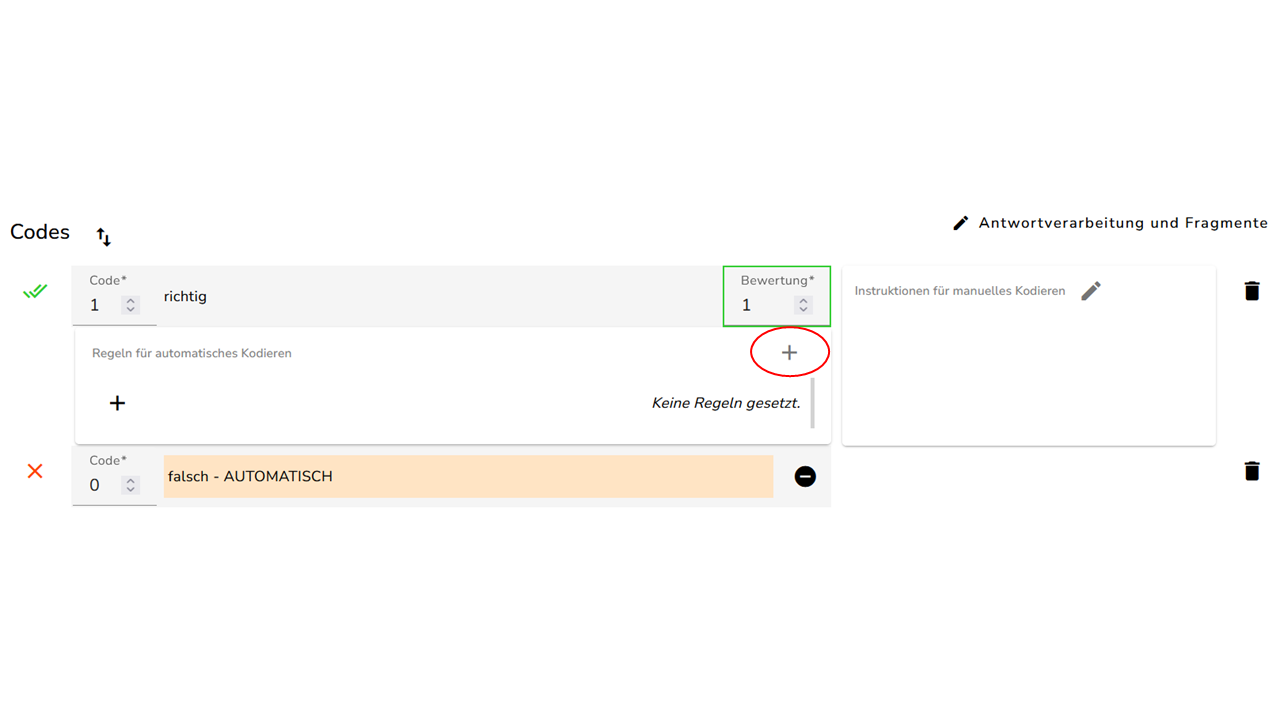 Codes
Antwortverarbeitung und Fragmente
Code*
1
richtig
Bewertung*
1
Instruktionen für manuelles Kodieren
Regeln für automatisches Kodieren
Keine Regeln gesetzt.
Code*
0
falsch - AUTOMATISCH